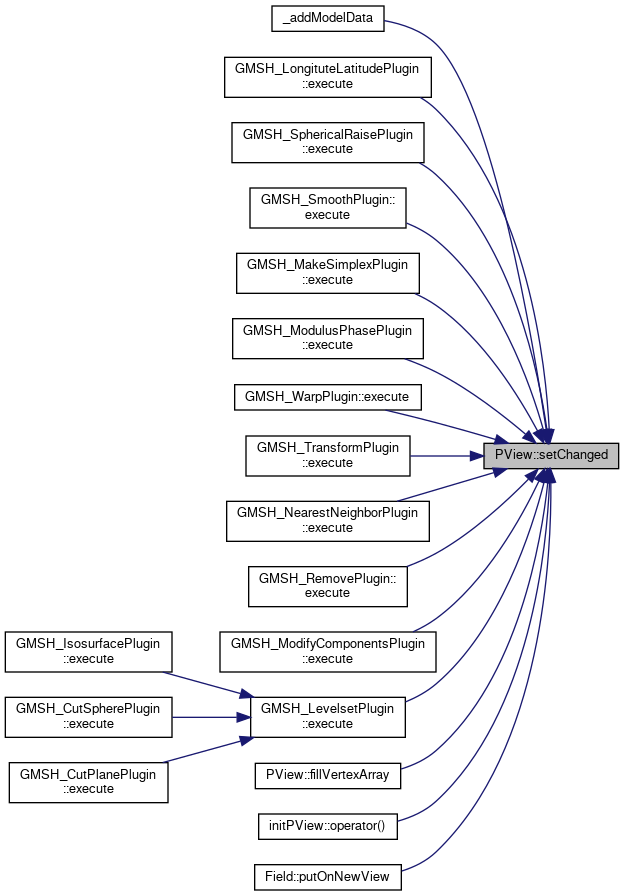 _addModelData
GMSH_LongituteLatitudePlugin
::execute
GMSH_SphericalRaisePlugin
::execute
GMSH_SmoothPlugin::
execute
GMSH_MakeSimplexPlugin
::execute
GMSH_ModulusPhasePlugin
::execute
GMSH_WarpPlugin::execute
GMSH_TransformPlugin
::execute
PView::setChanged
GMSH_NearestNeighborPlugin
::execute
GMSH_RemovePlugin::
execute
GMSH_ModifyComponentsPlugin
::execute
GMSH_IsosurfacePlugin
::execute
GMSH_CutSpherePlugin
::execute
GMSH_LevelsetPlugin
::execute
GMSH_CutPlanePlugin
::execute
PView::fillVertexArray
initPView::operator()
Field::putOnNewView